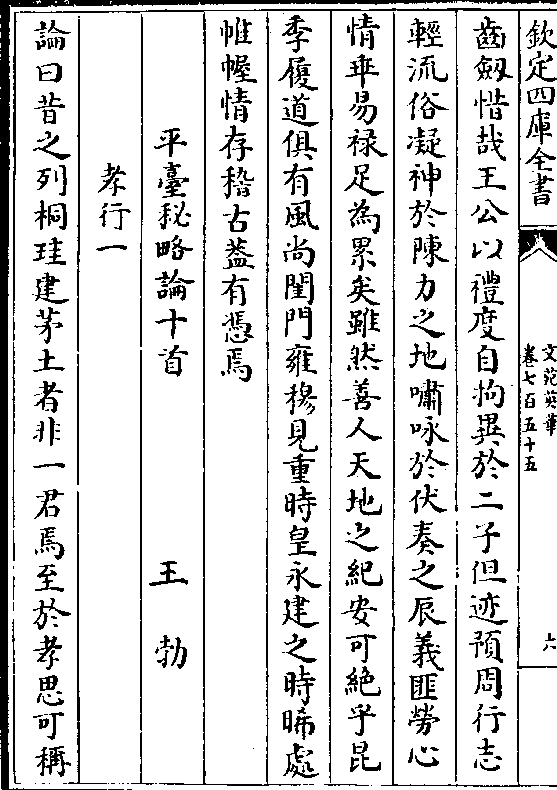 欽定四庫全書
文苑英華
卷七百五十五
六
齒劔惜哉王公以禮度自拘異於二子但迹預周行志
輕流俗凝神於陳力之地嘯咏於伏奏之辰義匪勞心
情乖易祿足為累矣雖然善人天地之紀安可絶乎昆
季履道俱有風尚閨門雍穆見重時皇永建之時晞處
帷幄情存稽古葢有憑焉
平臺秘略論十首
王勃
孝行一
論曰昔之列桐珪建茅土者非一君焉至於孝思可稱